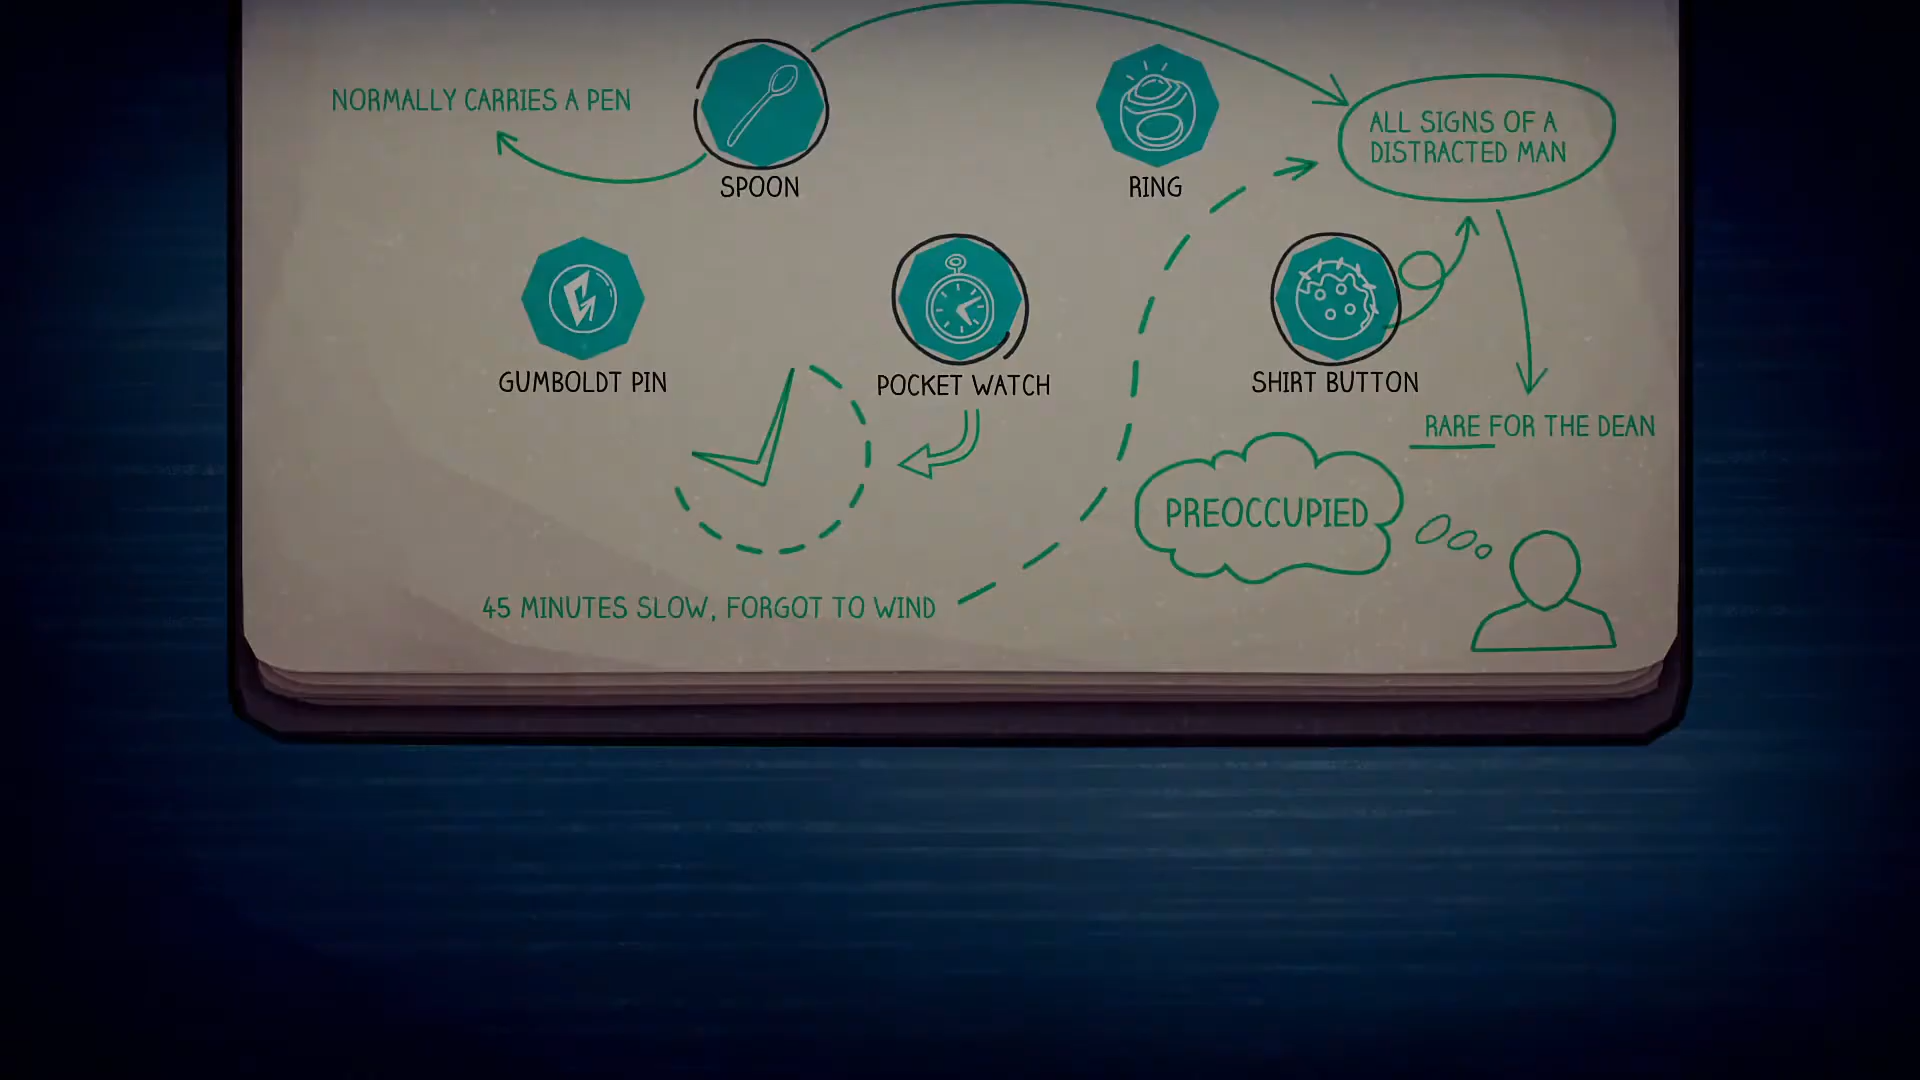 NORMALLY CARRIES A PEN
SPOON
RING
ALL SIGNS OF A
DISTRACTED MAN
GUMBOLDT PIN
POCKET WATCH
SHIRT BUTTON
RARE FOR THE DEAN
PREOCCUPIED
45 MINUTES SLOW, FORGOT TO WIND